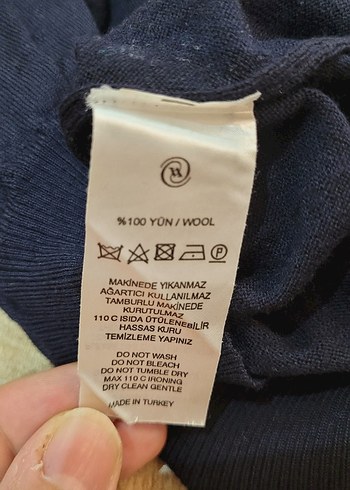 %100 YÜN / WOOL
P
MAKİNEDE YIKANMAZ
AĞARTICI KULLANILMAZ
TAMBURLU MAKİNEDE
KURUTULMAZ
110 C ISIDA ÜTÜLENEBİLİR
HASSAS KURU
TEMİZLEME YAPINIZ
DO NOT WASH
DO NOT BLEACH
DO NOT TUMBLE DRY
MAX 110 C IRONING
DRY CLEAN GENTLE
MADE IN TURKEY